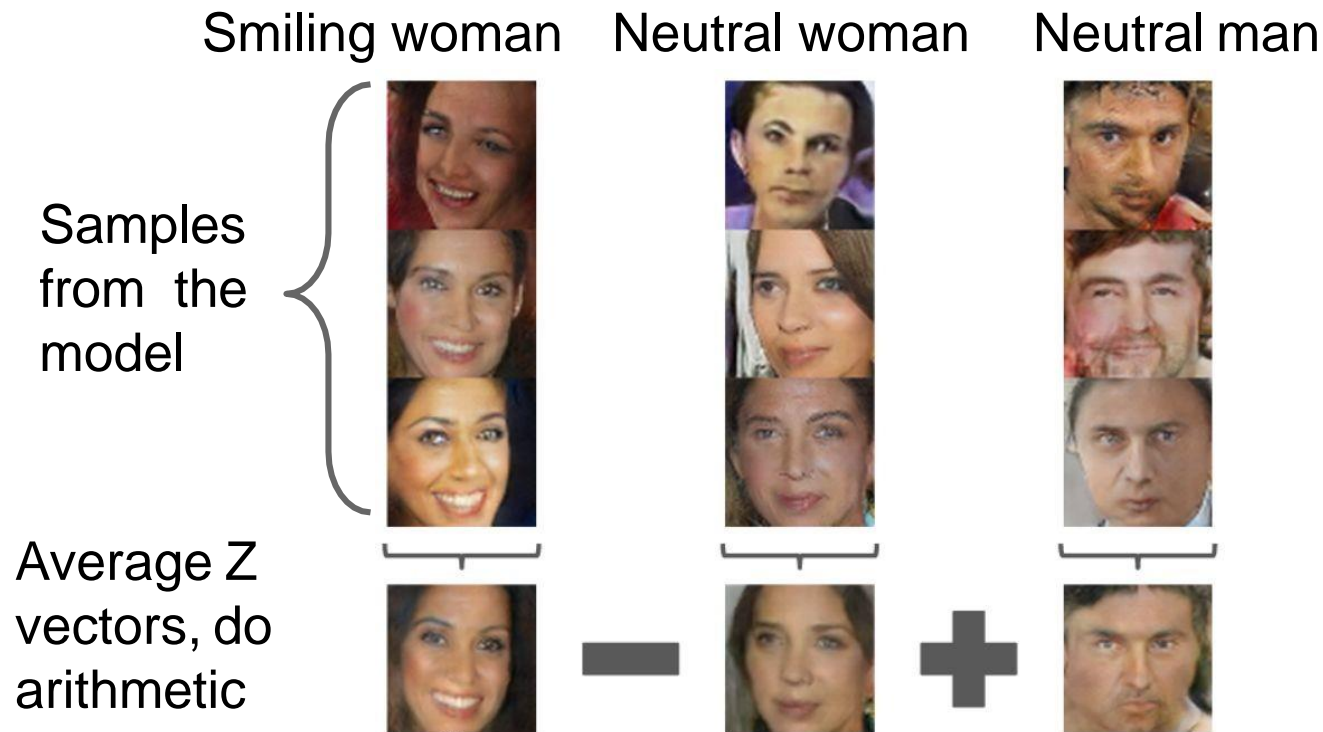 Smiling woman Neutral woman Neutral man
Samples
from the
model
Average Z
vectors, do
arithmetic